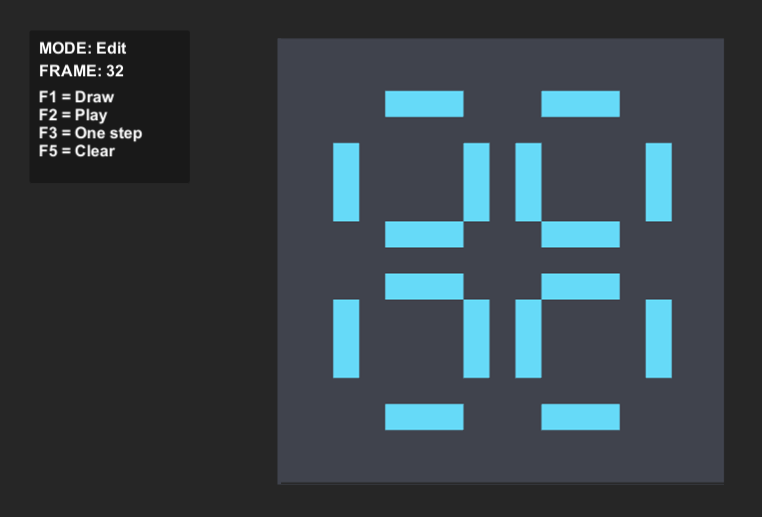 MODE: Edit
FRAME: 32
F1 = Draw
F2 = Play
F3 = One step
F5 = Clear